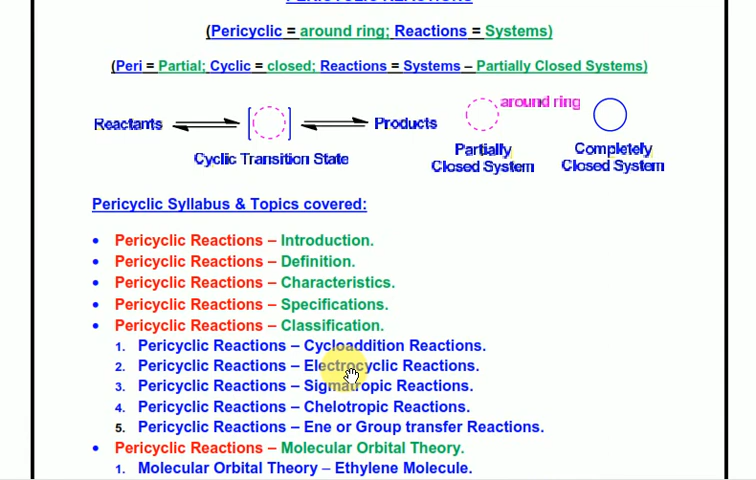 PERICYCLIC REACTIONS
(Pericyclic = around ring; Reactions = Systems)
(Peri = Partial; Cyclic = closed; Reactions = Systems – Partially Closed Systems)
around ring
Reactants
Products
Cyclic Transition State
Partially
Closed System
Completely
Closed System
Pericyclic Syllabus & Topics covered:
• Pericyclic Reactions – Introduction.
• Pericyclic Reactions – Definition.
• Pericyclic Reactions – Characteristics.
• Pericyclic Reactions – Specifications.
• Pericyclic Reactions – Classification.
1. Pericyclic Reactions – Cycloaddition Reactions.
2. Pericyclic Reactions – Electrocyclic Reactions.
3. Pericyclic Reactions – Sigmatropic Reactions.
4. Pericyclic Reactions – Chelotropic Reactions.
5. Pericyclic Reactions – Ene or Group transfer Reactions.
• Pericyclic Reactions – Molecular Orbital Theory.
1. Molecular Orbital Theory – Ethylene Molecule.